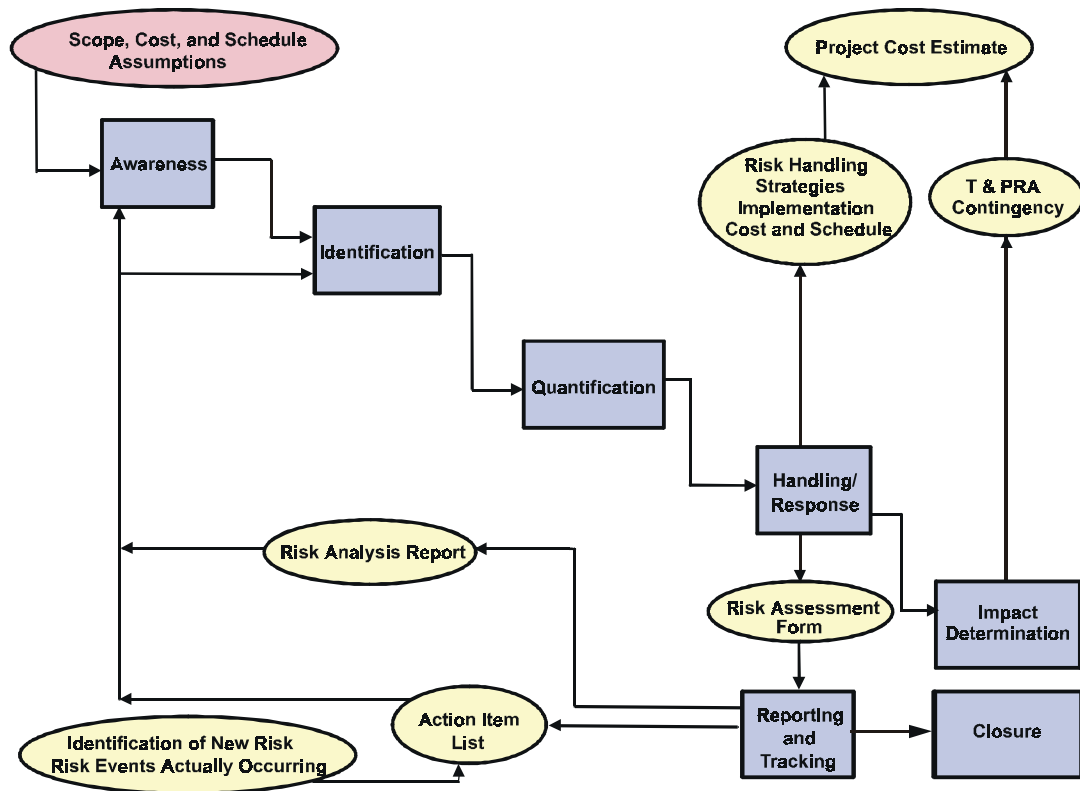 Scope, Cost, and Schedule
Assumptions
Project Cost Estimate
Awareness
Risk Handling
Strategies
Implementation
Cost and Schedule
T & PRA
Contingency
Identification
Quantification
Handling/
Response
Risk Analysis Report
Risk Assessment
Form
Impact
Determination
Action Item
List
Reporting
and
Tracking
Closure
Identification of New Risk
Risk Events Actually Occurring